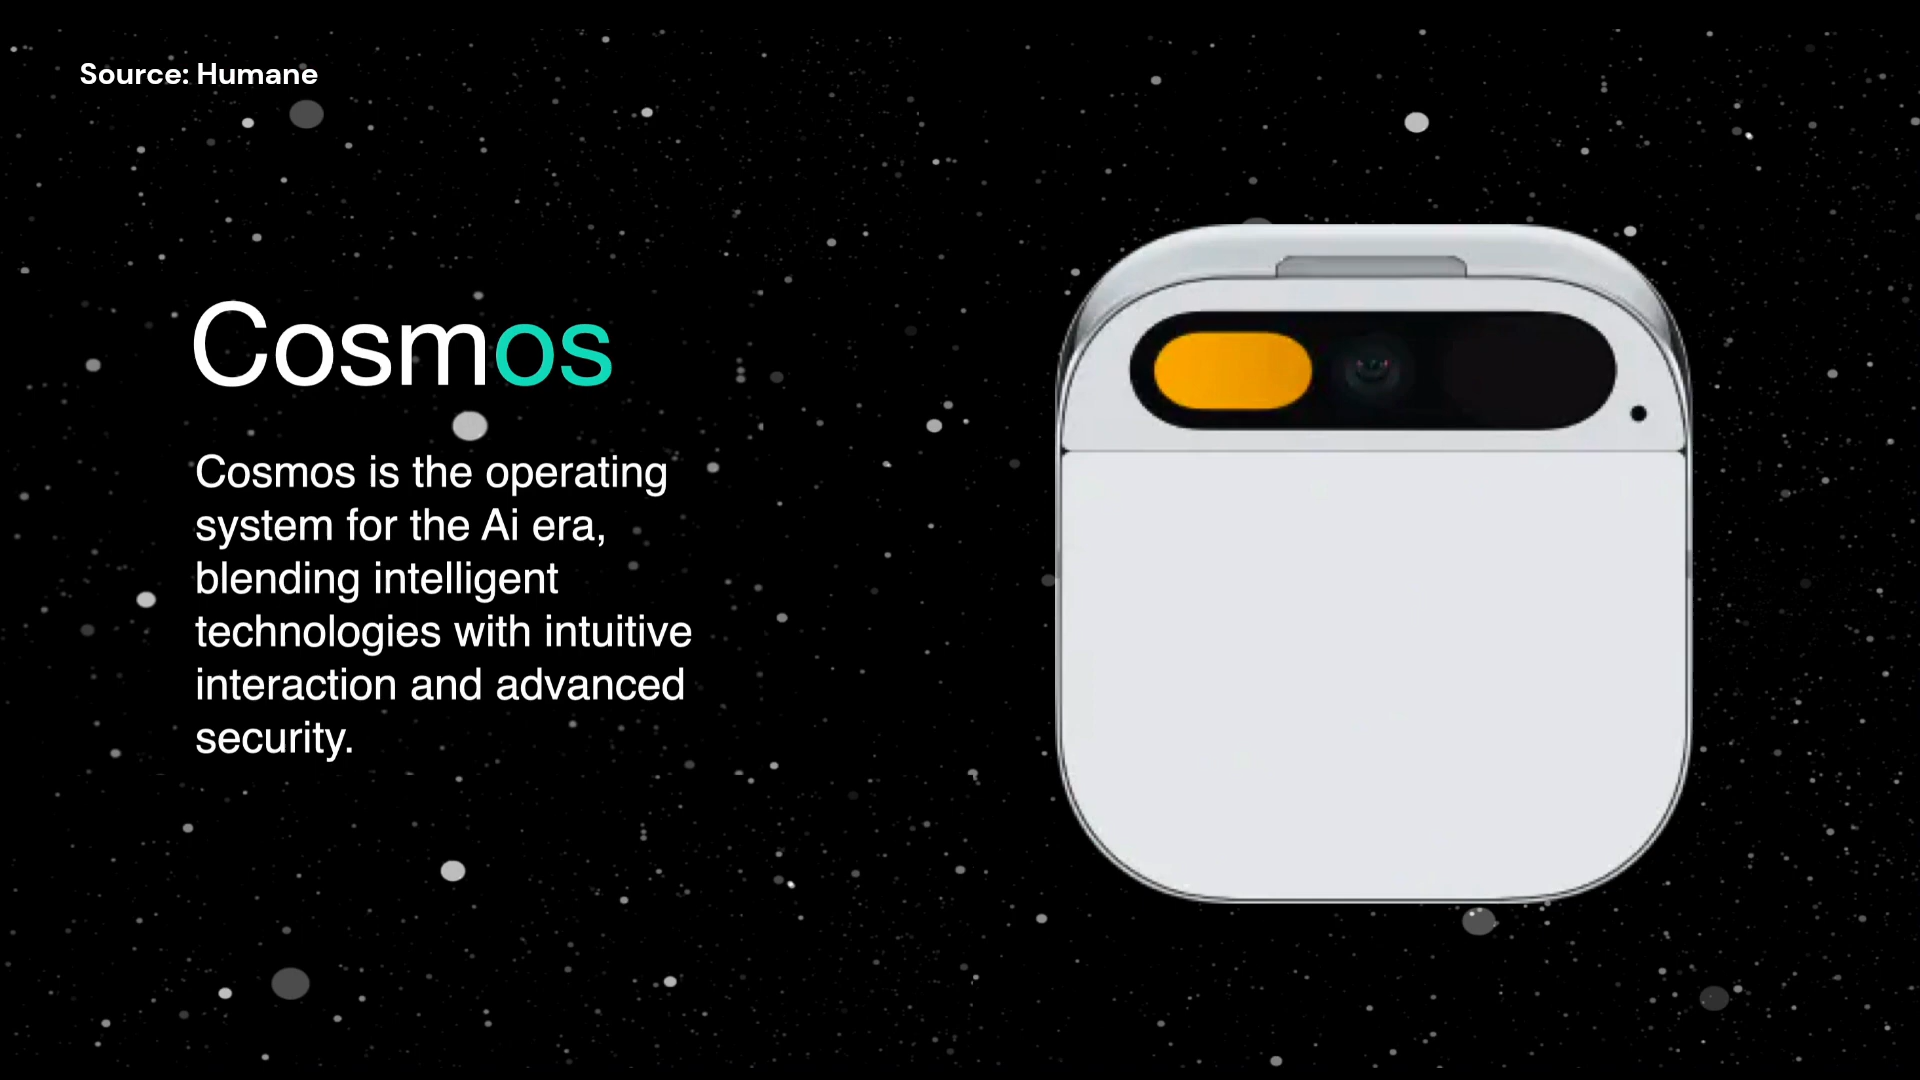 Source: Humane
Cosmos
Cosmos is the operating
system for the Ai era,
blending intelligent
technologies with intuitive
interaction and advanced
security.